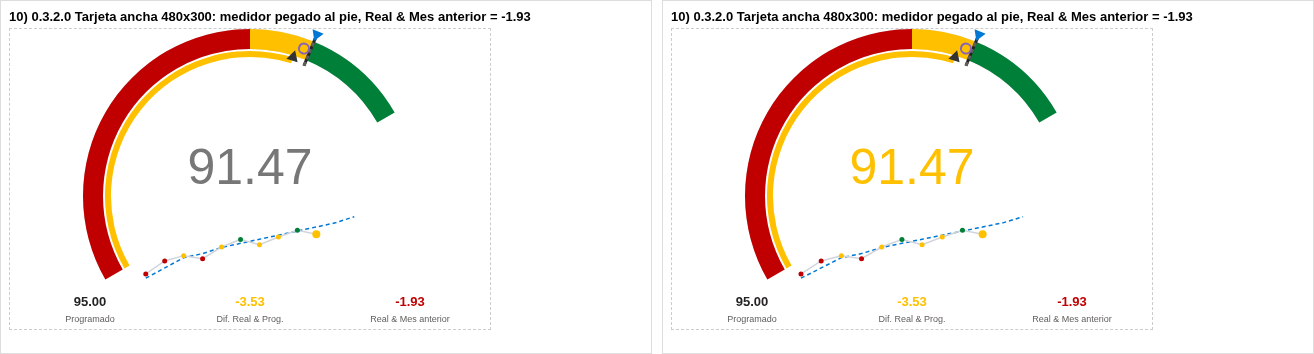 10) 0.3.2.0 Tarjeta ancha 480x300: medidor pegado al pie, Real & Mes anterior = -1.93
91.47
95.00 -3.53 -1.93
Programado Dif. Real & Prog. Real & Mes anterior
10) 0.3.2.0 Tarjeta ancha 480x300: medidor pegado al pie, Real & Mes anterior = -1.93
91.47
95.00 -3.53 -1.93
Programado Dif. Real & Prog. Real & Mes anterior